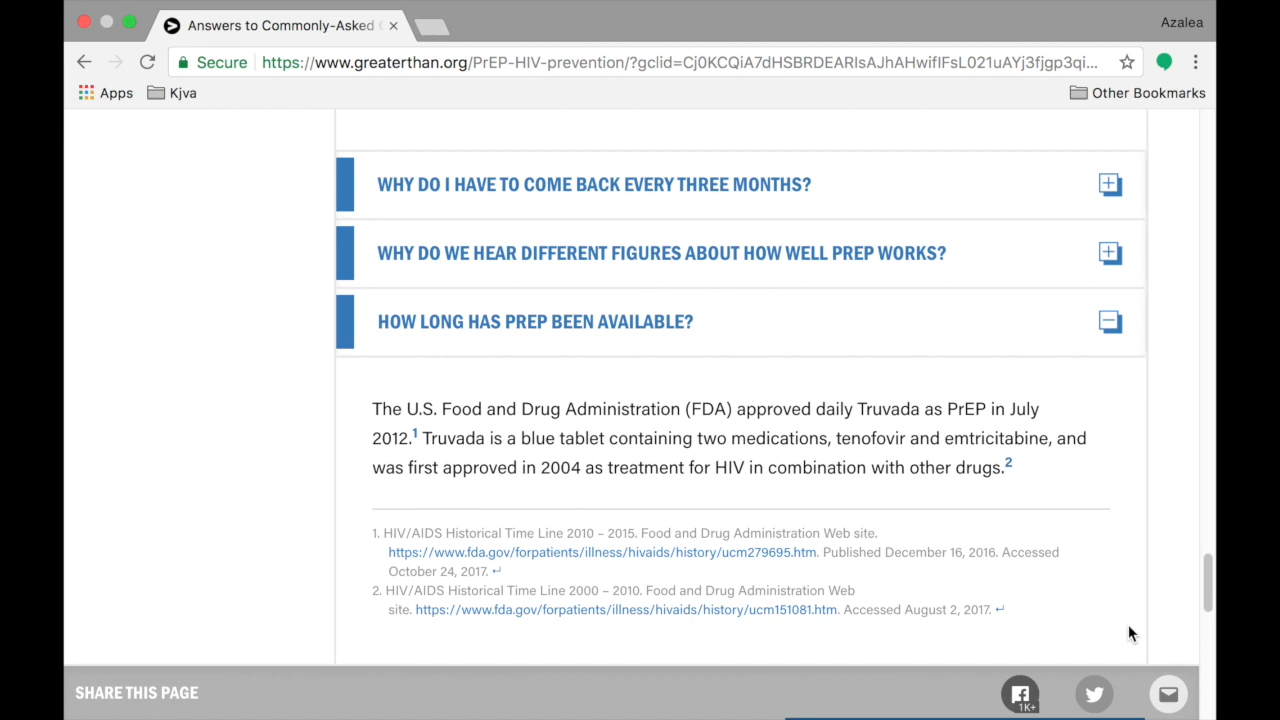 Answers to Commonly-Asked
Azalea
Secure
https://www.greaterthan.org/PrEP-HIV-prevention/?gclid=Cj0KCQiA7dHSBRDEARIsAJhAHwifIFsL021uAYj3fjgp3qi...
Apps
Kjva
Other Bookmarks
WHY DO I HAVE TO COME BACK EVERY THREE MONTHS?
WHY DO WE HEAR DIFFERENT FIGURES ABOUT HOW WELL PREP WORKS?
HOW LONG HAS PREP BEEN AVAILABLE?
The U.S. Food and Drug Administration (FDA) approved daily Truvada as PrEP in July
2012.1 Truvada is a blue tablet containing two medications, tenofovir and emtricitabine, and
was first approved in 2004 as treatment for HIV in combination with other drugs.2
1. HIV/AIDS Historical Time Line 2010 – 2015. Food and Drug Administration Web site.
https://www.fda.gov/forpatients/illness/hivaids/history/ucm279695.htm. Published December 16, 2016. Accessed
October 24, 2017. ↵
2. HIV/AIDS Historical Time Line 2000 – 2010. Food and Drug Administration Web
site. https://www.fda.gov/forpatients/illness/hivaids/history/ucm151081.htm. Accessed August 2, 2017. ↵
SHARE THIS PAGE
1K+